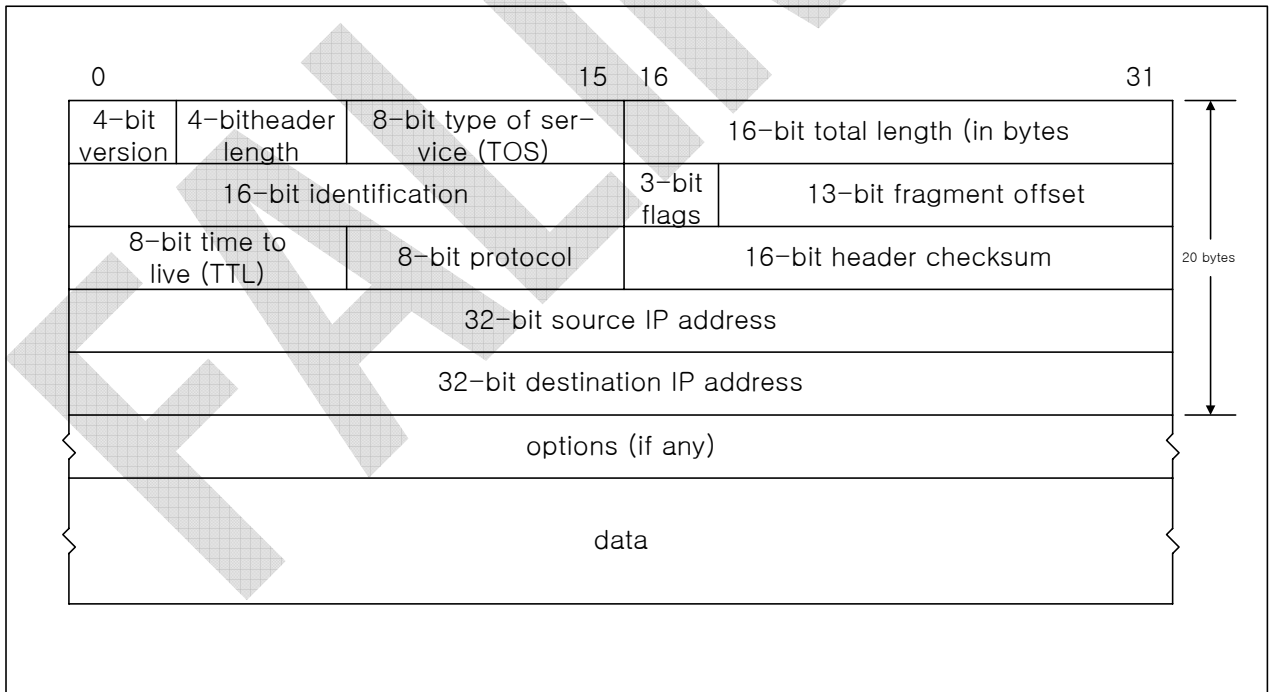 0 15 16 31
4-bit version
4-bitheader length
8-bit type of ser-
vice (TOS)
16-bit total length (in bytes
16-bit identification
3-bit flags
13-bit fragment offset
8-bit time to
live (TTL)
8-bit protocol
16-bit header checksum
20 bytes
32-bit source IP address
32-bit destination IP address
options (if any)
data